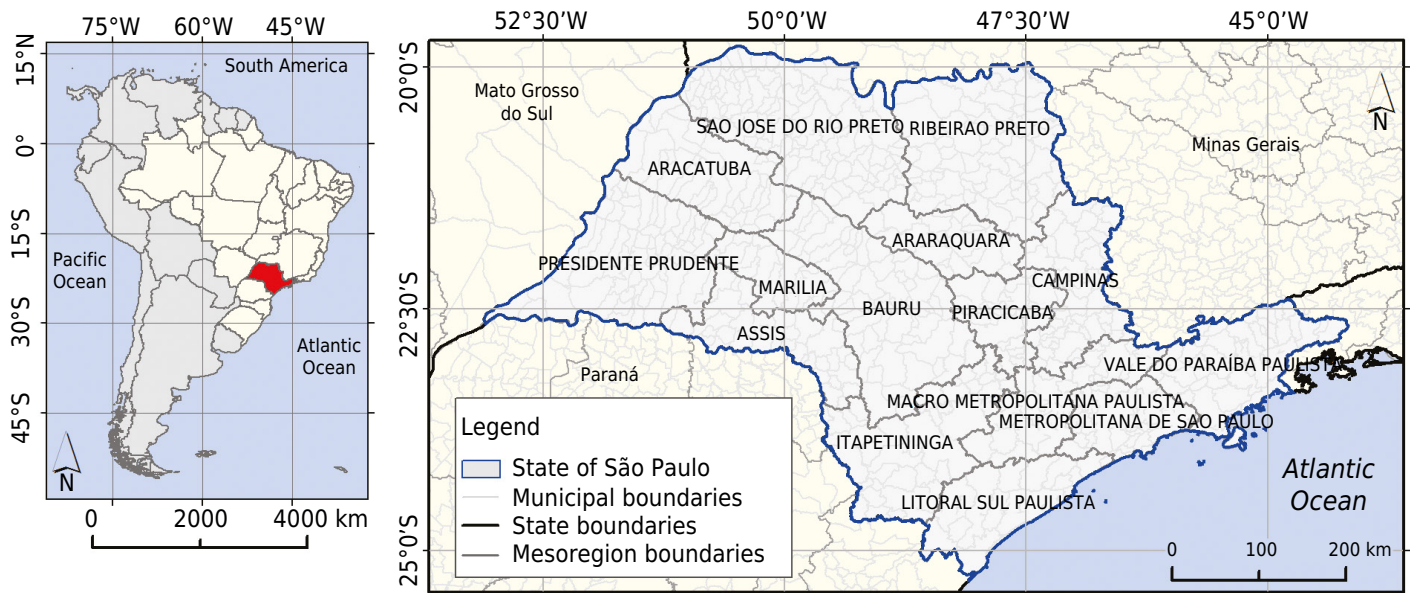 75°W 60°W 45°W
15°N
0°
15°S
30°S
45°S
South America
Pacific
Ocean
Atlantic
Ocean
N
0 2000 4000 km
52°30'W 50°0'W 47°30'W 45°0'W
20°0'S
22°30'S
25°0'S
Mato Grosso
do Sul
N
SAO JOSE DO RIO PRETO
RIBEIRAO PRETO
Minas Gerais
ARACATUBA
ARARAQUARA
PRESIDENTE PRUDENTE
CAMPINAS
MARILIA
BAURU
PIRACICABA
ASSIS
VALE DO PARAÍBA PAULISTA
Paraná
MACRO METROPOLITANA PAULISTA
METROPOLITANA DE SAO PAULO
ITAPETININGA
LITORAL SUL PAULISTA
Atlantic
Ocean
0 100 200 km
Legend
State of São Paulo
Municipal boundaries
State boundaries
Mesoregion boundaries